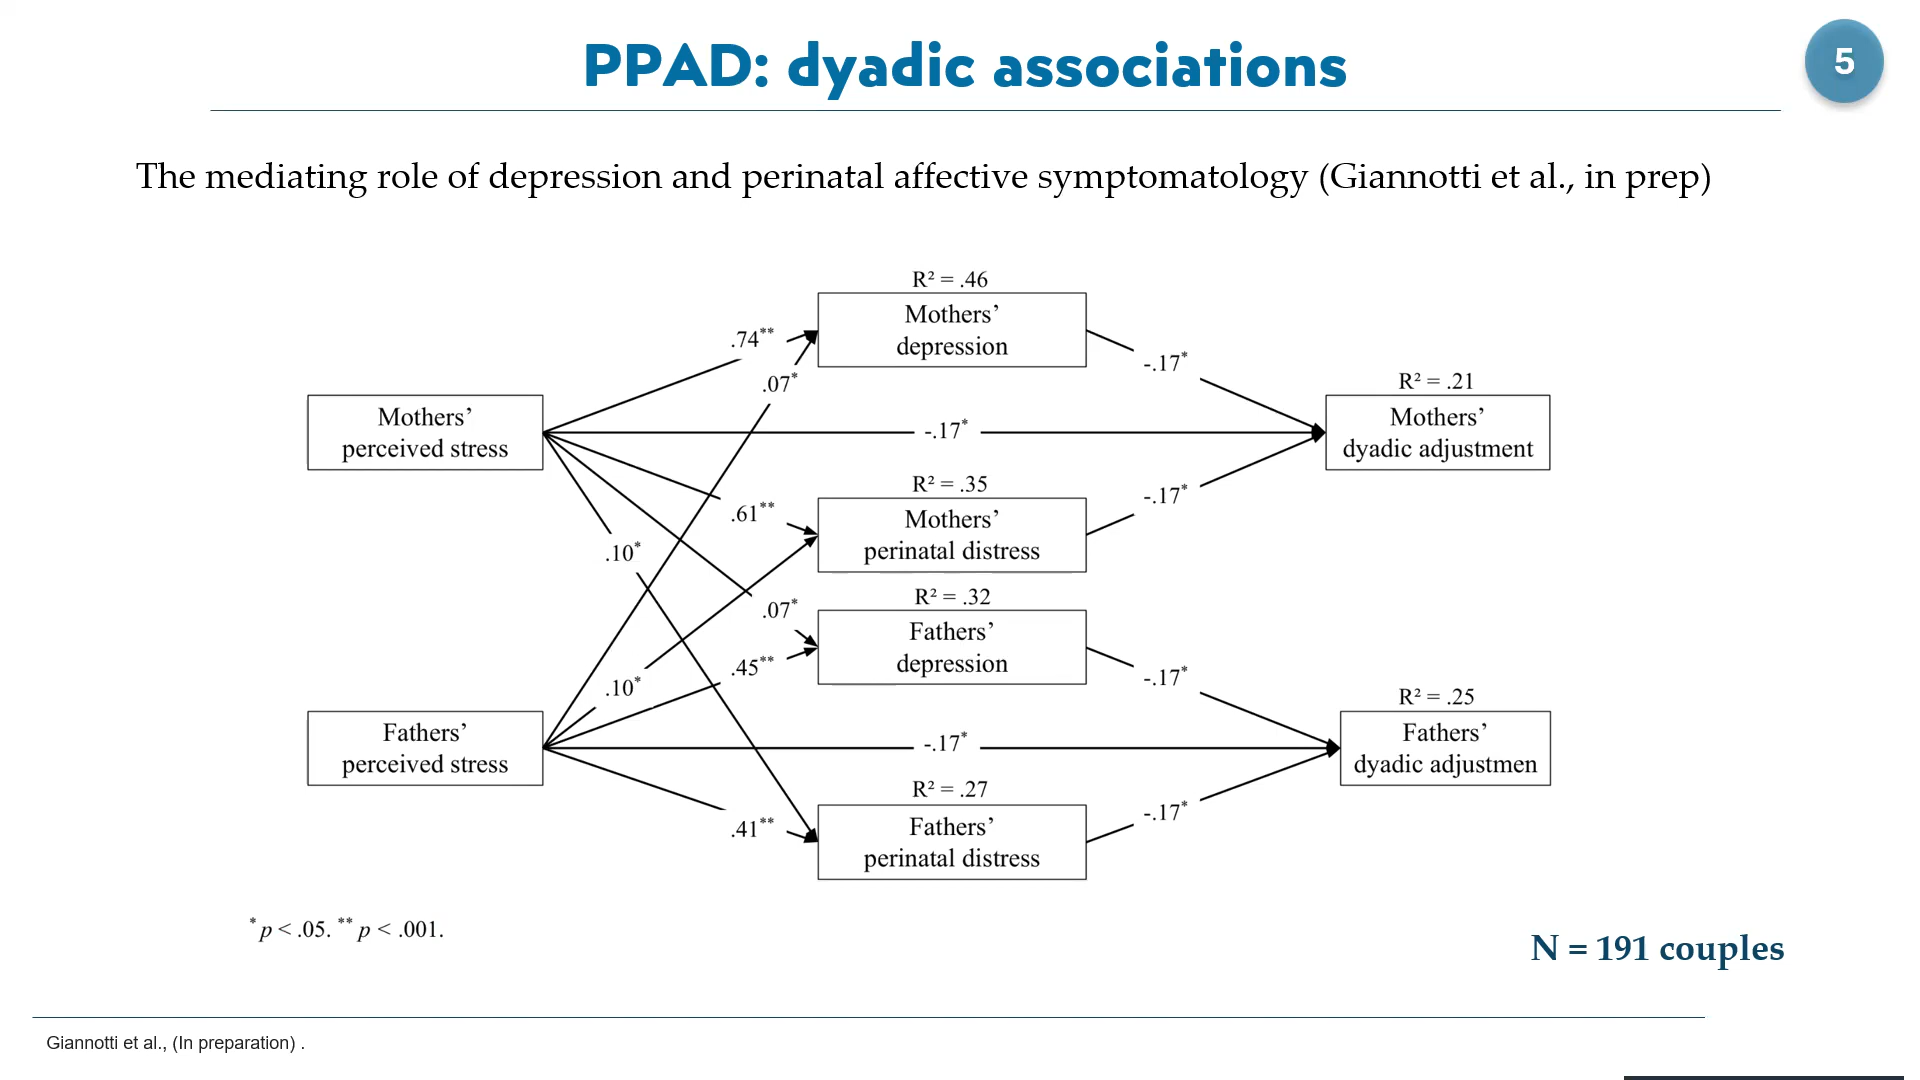 PPAD: dyadic associations
5
The mediating role of depression and perinatal affective symptomatology (Giannotti et al., in prep)
R² = .46
Mothers’
depression
.74**
.07*
-.17*
R² = .21
Mothers’
perceived stress
-.17*
Mothers’
dyadic adjustment
R² = .35
Mothers’
perinatal distress
.61**
-.17*
.10*
R² = .32
Fathers’
depression
.07*
.45**
-.17*
.10*
R² = .25
Fathers’
perceived stress
-.17*
Fathers’
dyadic adjustmen
R² = .27
Fathers’
perinatal distress
.41**
-.17*
* p < .05. ** p < .001.
N = 191 couples
Giannotti et al., (In preparation) .